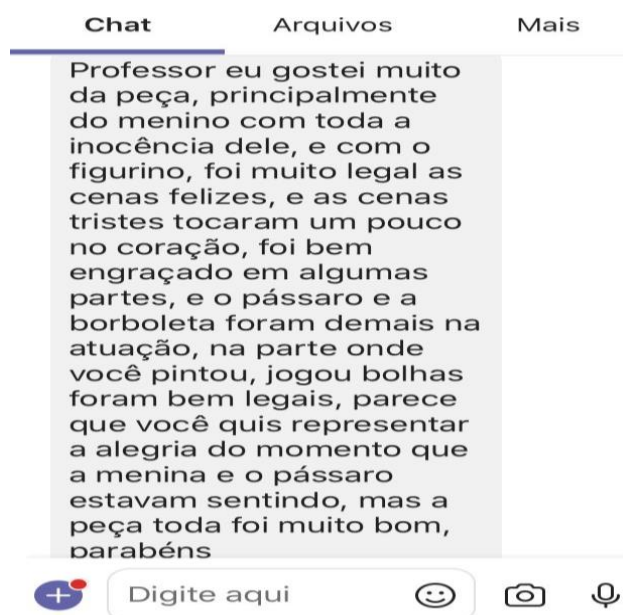 Chat Arquivos Mais
Professor eu gostei muito
da peça, principalmente
do menino com toda a
inocência dele, e com o
figurino, foi muito legal as
cenas felizes, e as cenas
tristes tocaram um pouco
no coração, foi bem
engraçado em algumas
partes, e o pássaro e a
borboleta foram demais na
atuação, na parte onde
você pintou, jogou bolhas
foram bem legais, parece
que você quis representar
a alegria do momento que
a menina e o pássaro
estavam sentindo, mas a
peça toda foi muito bom,
parabéns
Digite aqui